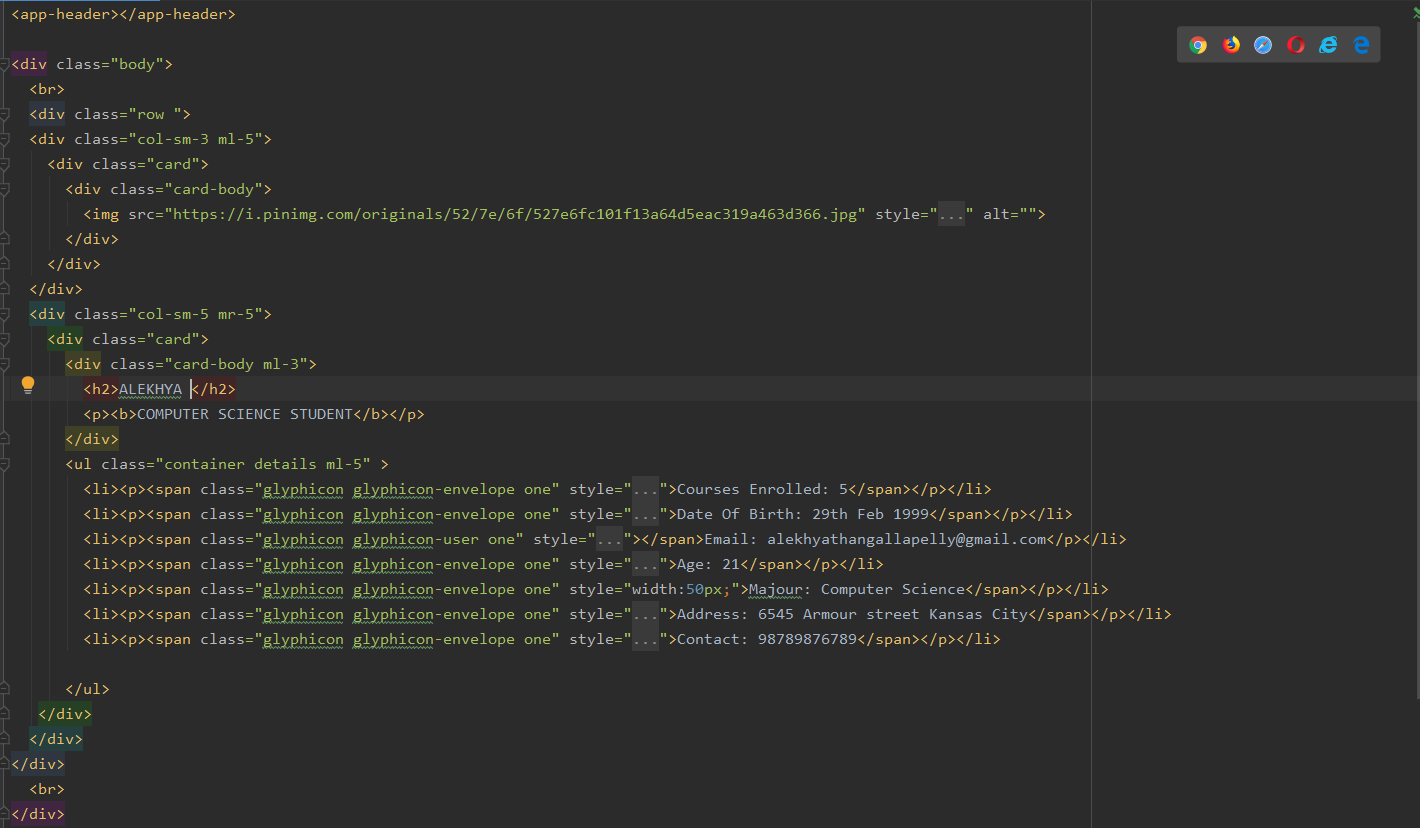 <app-header></app-header>
<div class="body">
<br>
<div class="row ">
<div class="col-sm-3 ml-5">
<div class="card">
<div class="card-body">
<img src="https://i.pinimg.com/originals/52/7e/6f/527e6fc101f13a64d5eac319a463d366.jpg" style="..." alt="">
</div>
</div>
</div>
<div class="col-sm-5 mr-5">
<div class="card">
<div class="card-body ml-3">
<h2>ALEKHYA </h2>
<p><b>COMPUTER SCIENCE STUDENT</b></p>
</div>
<ul class="container details ml-5" >
<li><p><span class="glyphicon glyphicon-envelope one" style="...">Courses Enrolled: 5</span></p></li>
<li><p><span class="glyphicon glyphicon-envelope one" style="...">Date Of Birth: 29th Feb 1999</span></p></li>
<li><p><span class="glyphicon glyphicon-user one" style="..."></span>Email: alekhyathangallapelly@gmail.com</p></li>
<li><p><span class="glyphicon glyphicon-envelope one" style="...">Age: 21</span></p></li>
<li><p><span class="glyphicon glyphicon-envelope one" style="width:50px;">Majour: Computer Science</span></p></li>
<li><p><span class="glyphicon glyphicon-envelope one" style="...">Address: 6545 Armour street Kansas City</span></p></li>
<li><p><span class="glyphicon glyphicon-envelope one" style="...">Contact: 98789876789</span></p></li>
</ul>
</div>
</div>
</div>
<br>
</div>